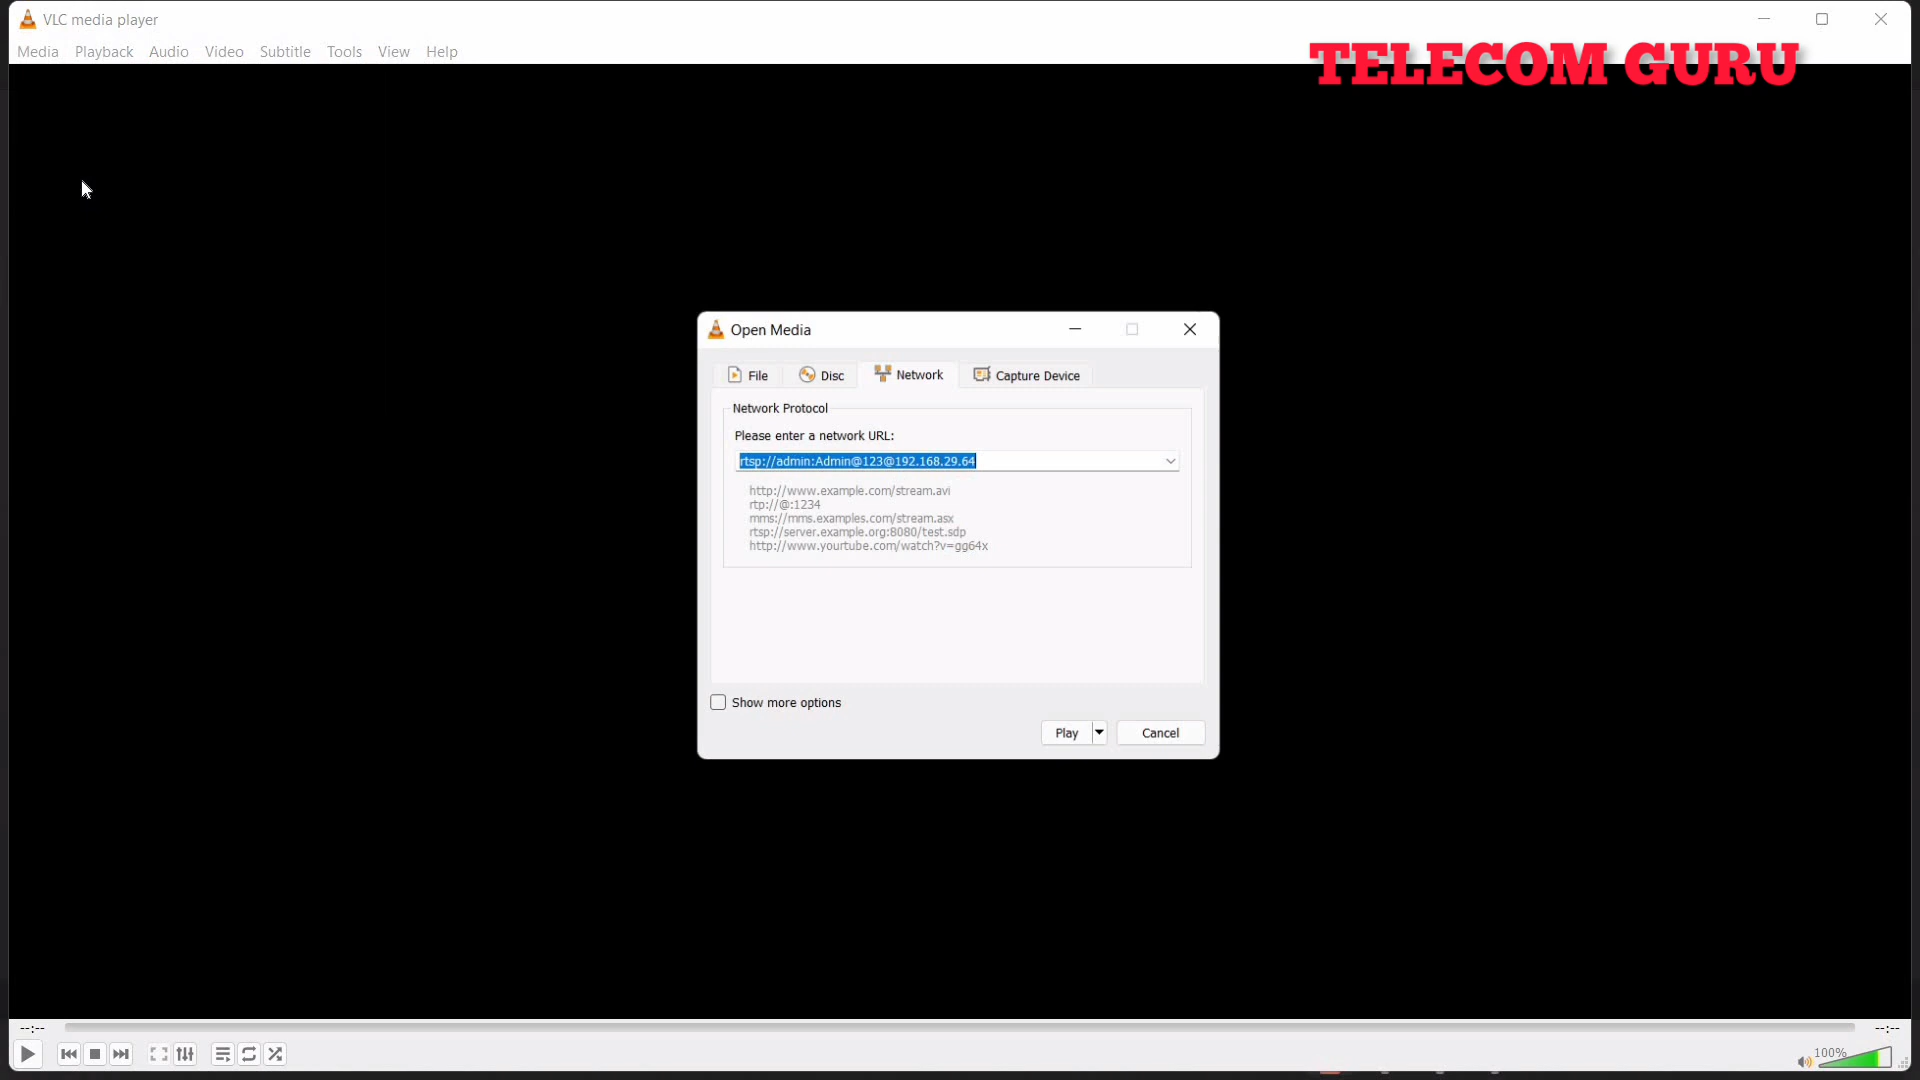 VLC media player
Media Playback Audio Video Subtitle Tools View Help
TELECOM GURU
Open Media
File Disc Network Capture Device
Network Protocol
Please enter a network URL:
rtsp://admin:Admin@123@192.168.29.64
http://www.example.com/stream.avi
rtp://@:1234
mms://mms.examples.com/stream.asx
rtsp://server.example.org:8080/test.sdp
http://www.yourtube.com/watch?v=gg64x
Show more options
Play Cancel
--:-- --:--
100%